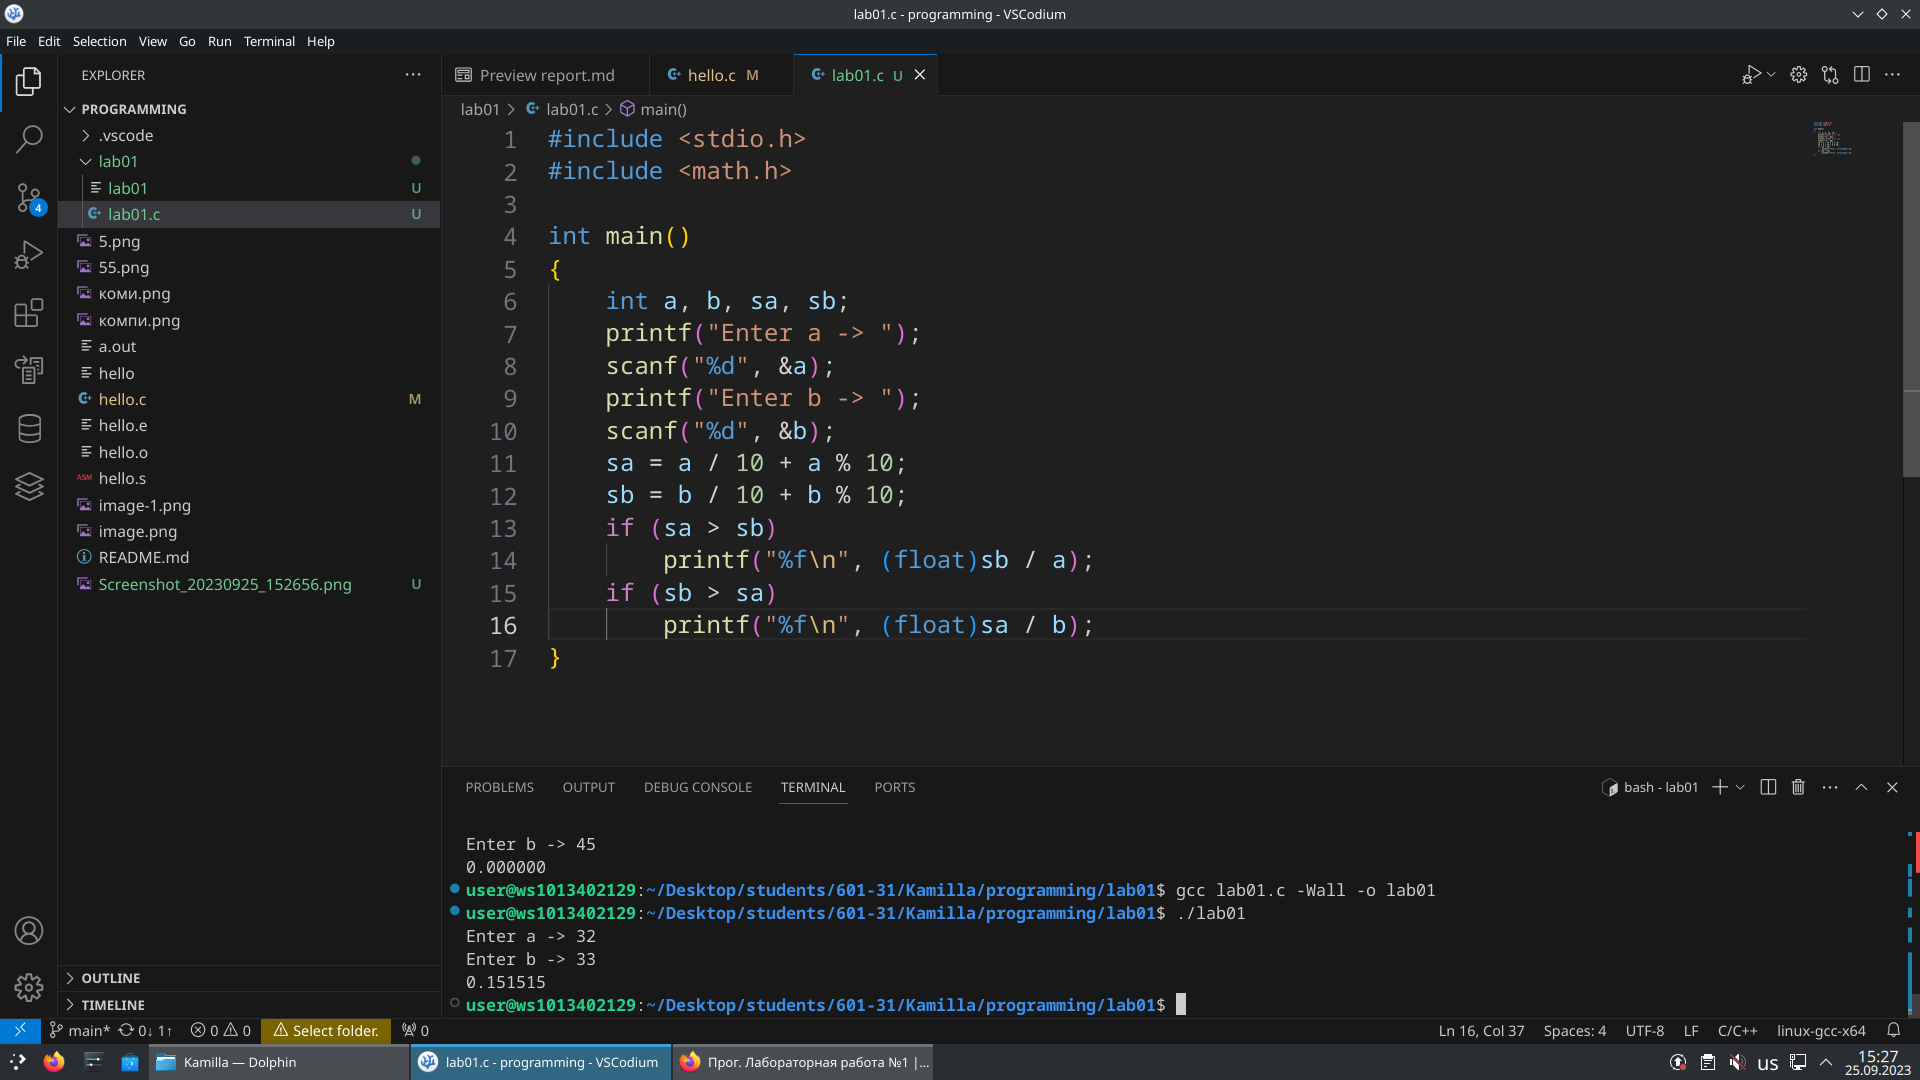 lab01.c - programming - VSCodium
File Edit Selection View Go Run Terminal Help
EXPLORER
PROGRAMMING
.vscode
lab01
lab01 U
lab01.c U
5.png
55.png
коми.png
компи.png
a.out
hello
hello.c M
hello.e
hello.o
ASM hello.s
image-1.png
image.png
README.md
Screenshot_20230925_152656.png U
OUTLINE
TIMELINE
4
Preview report.md hello.c M lab01.c U
lab01 > lab01.c > main()
1 #include <stdio.h>
2 #include <math.h>
3
4 int main()
5 {
6 int a, b, sa, sb;
7 printf("Enter a -> ");
8 scanf("%d", &a);
9 printf("Enter b -> ");
10 scanf("%d", &b);
11 sa = a / 10 + a % 10;
12 sb = b / 10 + b % 10;
13 if (sa > sb)
14 printf("%f\n", (float)sb / a);
15 if (sb > sa)
16 printf("%f\n", (float)sa / b);
17 }
PROBLEMS OUTPUT DEBUG CONSOLE TERMINAL PORTS
bash - lab01
Enter b -> 45
0.000000
user@ws1013402129:~/Desktop/students/601-31/Kamilla/programming/lab01$ gcc lab01.c -Wall -o lab01
user@ws1013402129:~/Desktop/students/601-31/Kamilla/programming/lab01$ ./lab01
Enter a -> 32
Enter b -> 33
0.151515
user@ws1013402129:~/Desktop/students/601-31/Kamilla/programming/lab01$
main* 0↓ 1↑ 0 0 Select folder. 0
Ln 16, Col 37 Spaces: 4 UTF-8 LF C/C++ linux-gcc-x64
Kamilla — Dolphin
lab01.c - programming - VSCodium
Прог. Лабораторная работа №1 |...
us
15:27
25.09.2023